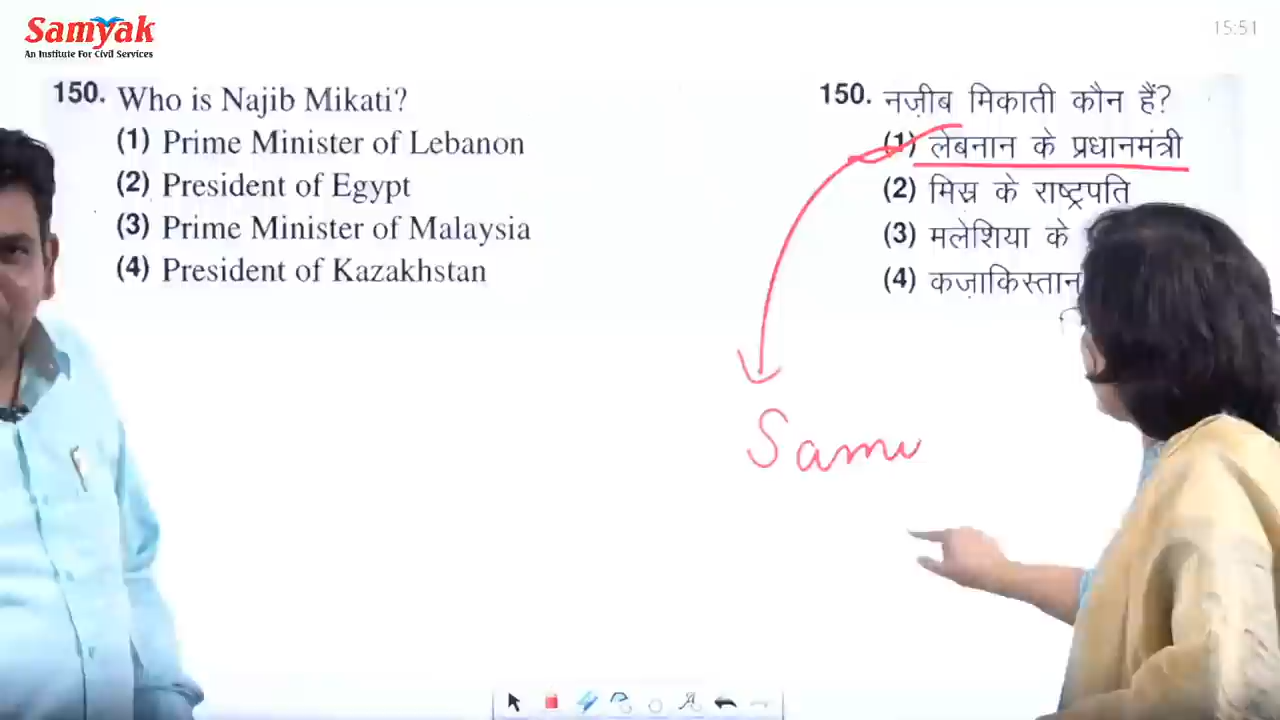 Samyak
An Institute For Civil Services
15:51
150. Who is Najib Mikati?
(1) Prime Minister of Lebanon
(2) President of Egypt
(3) Prime Minister of Malaysia
(4) President of Kazakhstan
150. नज़ीब मिकाती कौन हैं?
(1) लेबनान के प्रधानमंत्री
(2) मिस्र के राष्ट्रपति
(3) मलेशिया के
(4) कज़ाकिस्तान